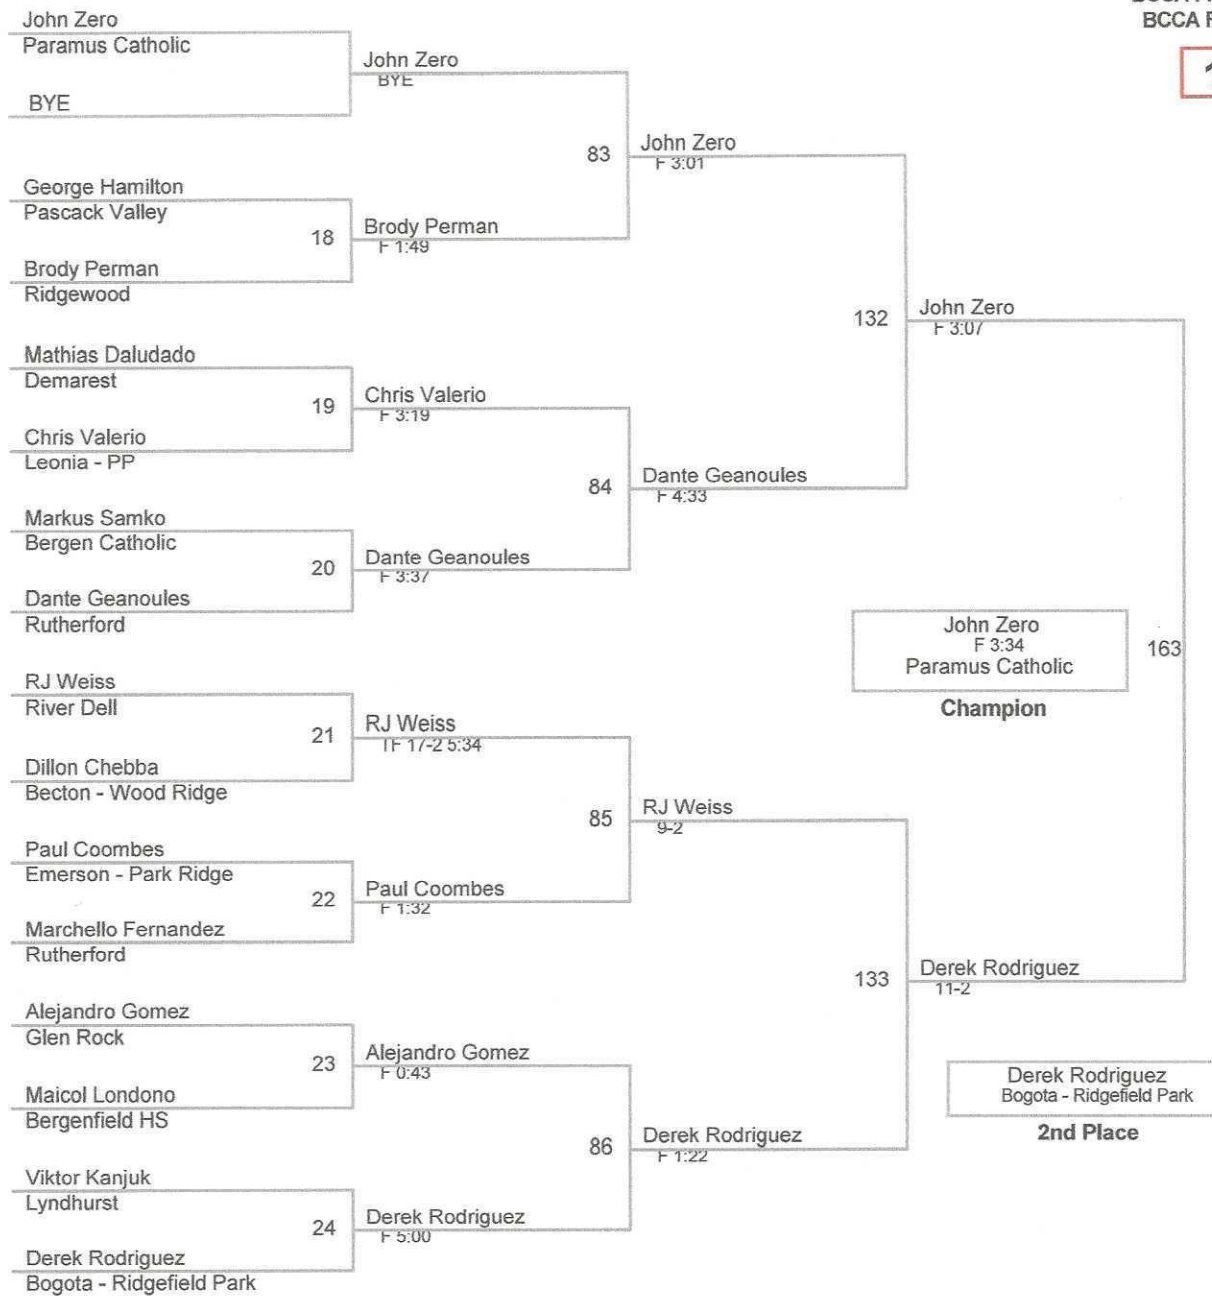 BCCA F
John Zero
Paramus Catholic
John Zero
BYE
BYE
83
John Zero
F 3:01
George Hamilton
Pascack Valley
18
Brody Perman
F 1:49
Brody Perman
Ridgewood
132
John Zero
F 3:07
Mathias Daludado
Demarest
19
Chris Valerio
F 3:19
Chris Valerio
Leonia - PP
84
Dante Geanoules
F 4:33
Markus Samko
Bergen Catholic
20
Dante Geanoules
F 3:37
Dante Geanoules
Rutherford
John Zero
F 3:34
Paramus Catholic
163
Champion
RJ Weiss
River Dell
21
RJ Weiss
TF 17-2 5:34
Dillon Chebba
Becton - Wood Ridge
85
RJ Weiss
9-2
Paul Coombes
Emerson - Park Ridge
22
Paul Coombes
F 1:32
Marchello Fernandez
Rutherford
133
Derek Rodriguez
11-2
Alejandro Gomez
Glen Rock
23
Alejandro Gomez
F 0:43
Maicol Londono
Bergenfield HS
Derek Rodriguez
Bogota - Ridgefield Park
2nd Place
86
Derek Rodriguez
F 1:22
Viktor Kanjuk
Lyndhurst
24
Derek Rodriguez
F 5:00
Derek Rodriguez
Bogota - Ridgefield Park